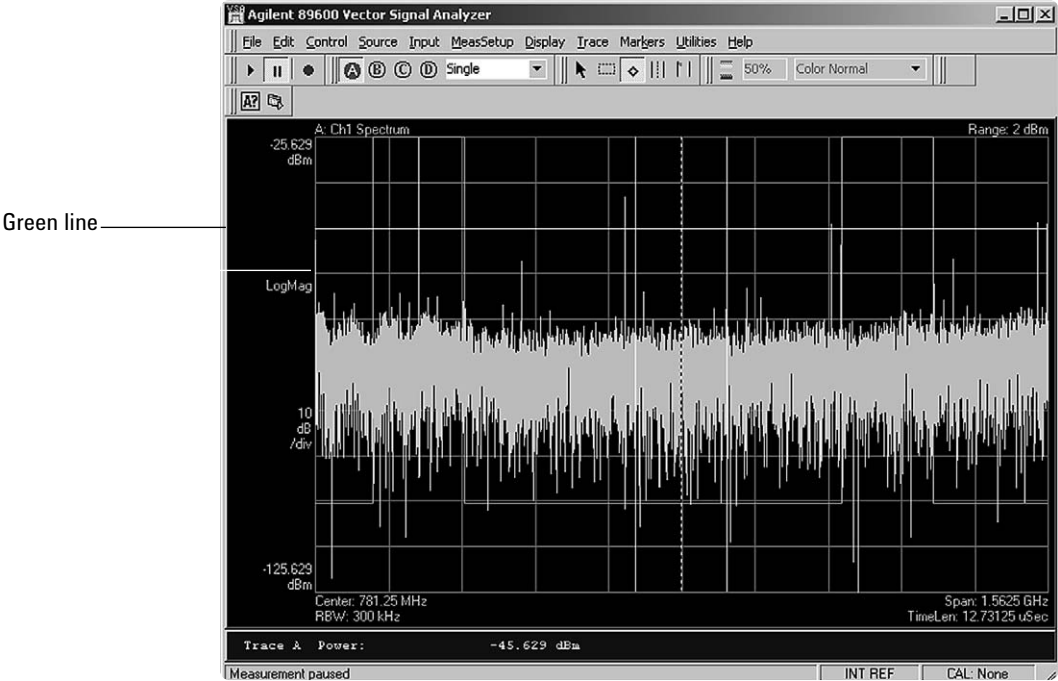 VSA Agilent 89600 Vector Signal Analyzer
File Edit Control Source Input MeasSetup Display Trace Markers Utilities Help
A B C D Single 50% Color Normal
A?
A: Ch1 Spectrum Range: 2 dBm
-25.629
dBm
Green line
LogMag
10
dB
/div
-125.629
dBm
Center: 781.25 MHz Span: 1.5625 GHz
RBW: 300 kHz TimeLen: 12.73125 uSec
Trace A Power: -45.629 dBm
Measurement paused INT REF CAL: None